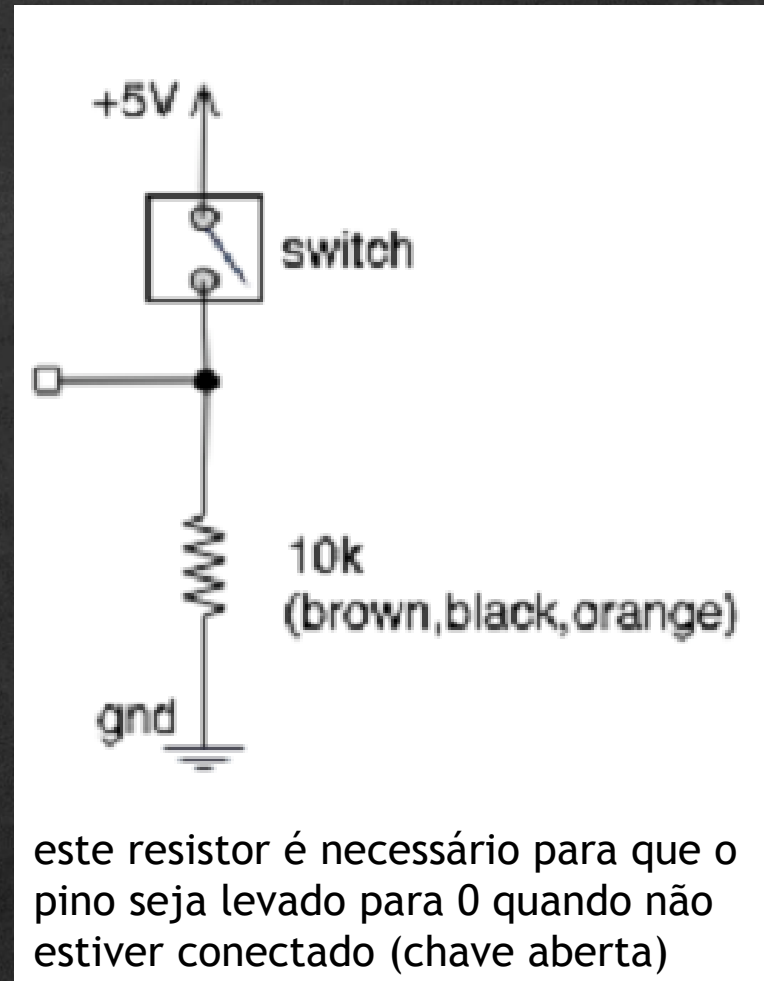 +5V
switch
10k
(brown,black,orange)
gnd
este resistor é necessário para que o
pino seja levado para 0 quando não
estiver conectado (chave aberta)